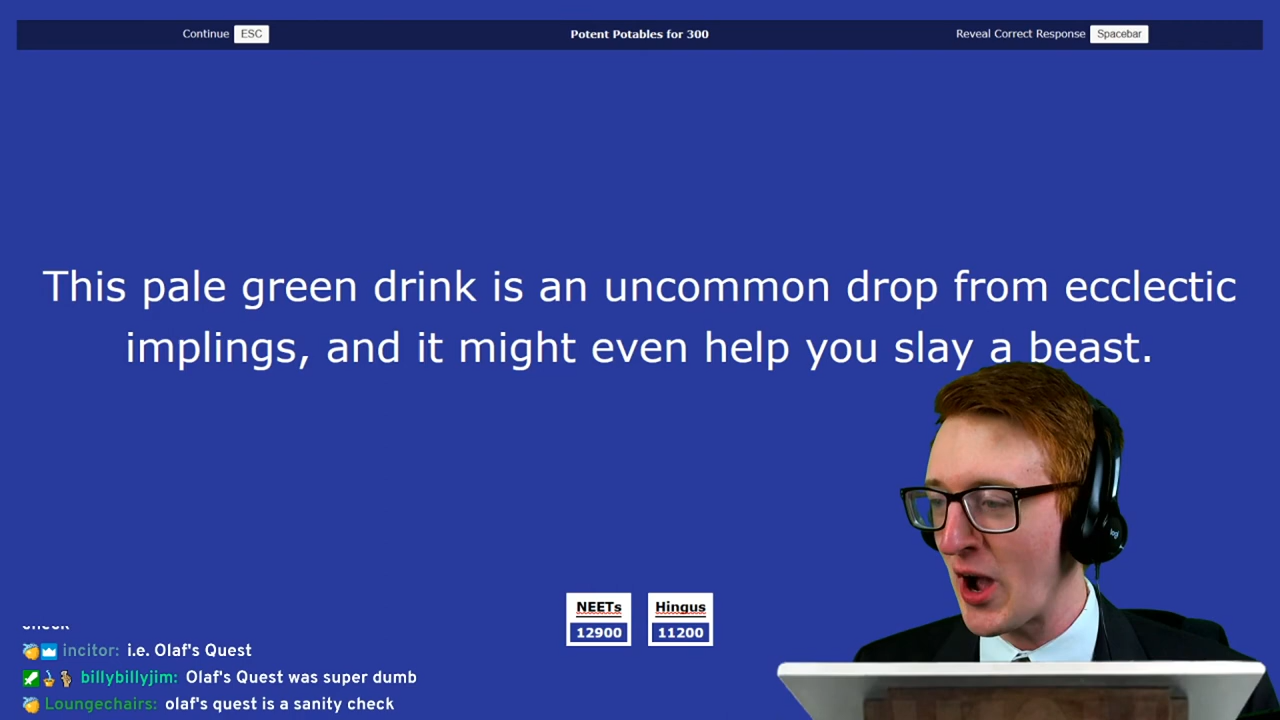 Continue ESC Potent Potables for 300 Reveal Correct Response Spacebar
This pale green drink is an uncommon drop from ecclectic
implings, and it might even help you slay a beast.
NEETs Hingus
12900 11200
incitor: i.e. Olaf's Quest
billybillyjim: Olaf's Quest was super dumb
Loungechairs: olaf's quest is a sanity check